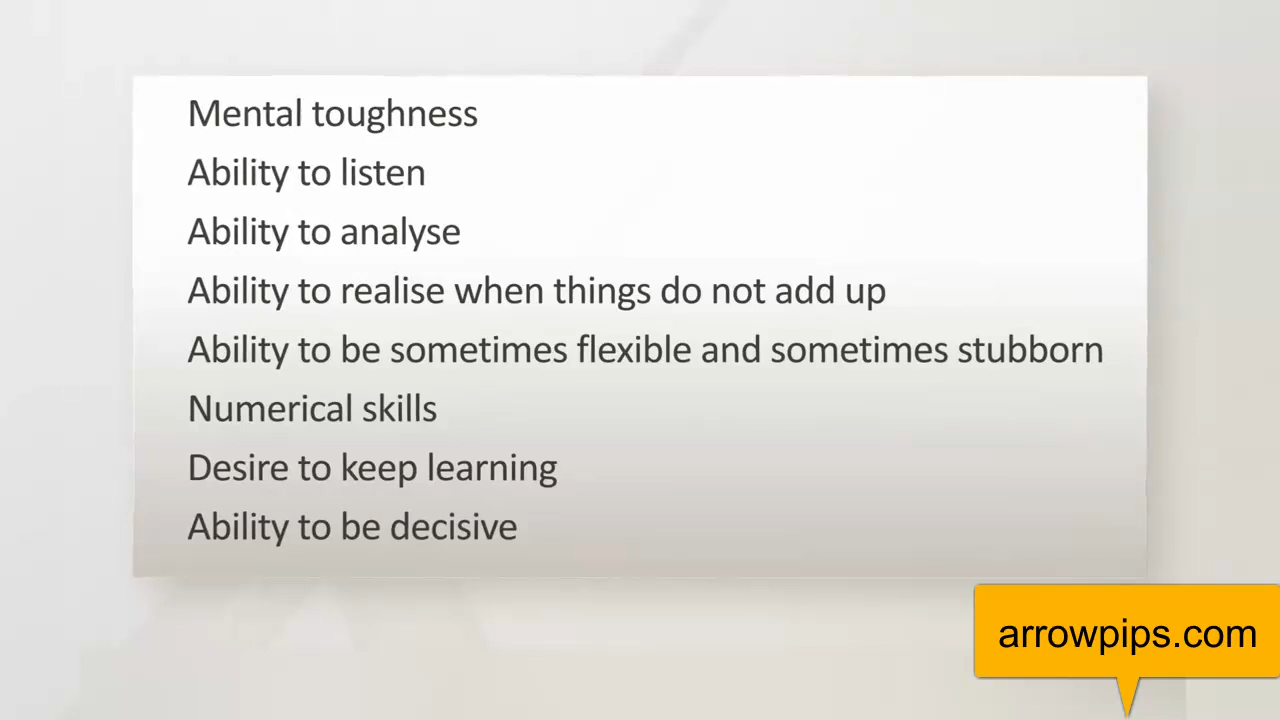 Mental toughness
Ability to listen
Ability to analyse
Ability to realise when things do not add up
Ability to be sometimes flexible and sometimes stubborn
Numerical skills
Desire to keep learning
Ability to be decisive
arrowpips.com